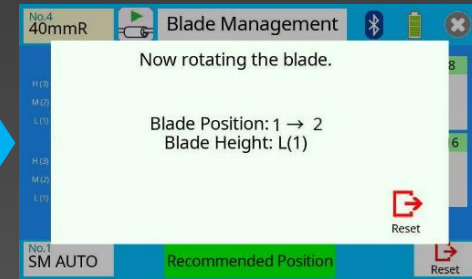 No.4
40mmR
Blade Management
Now rotating the blade.
8
H (3)
M (2)
L (1)
Blade Position: 1 → 2
Blade Height: L(1)
6
H (3)
M (2)
L (1)
Reset
No.1
SM AUTO
Recommended Position
Reset